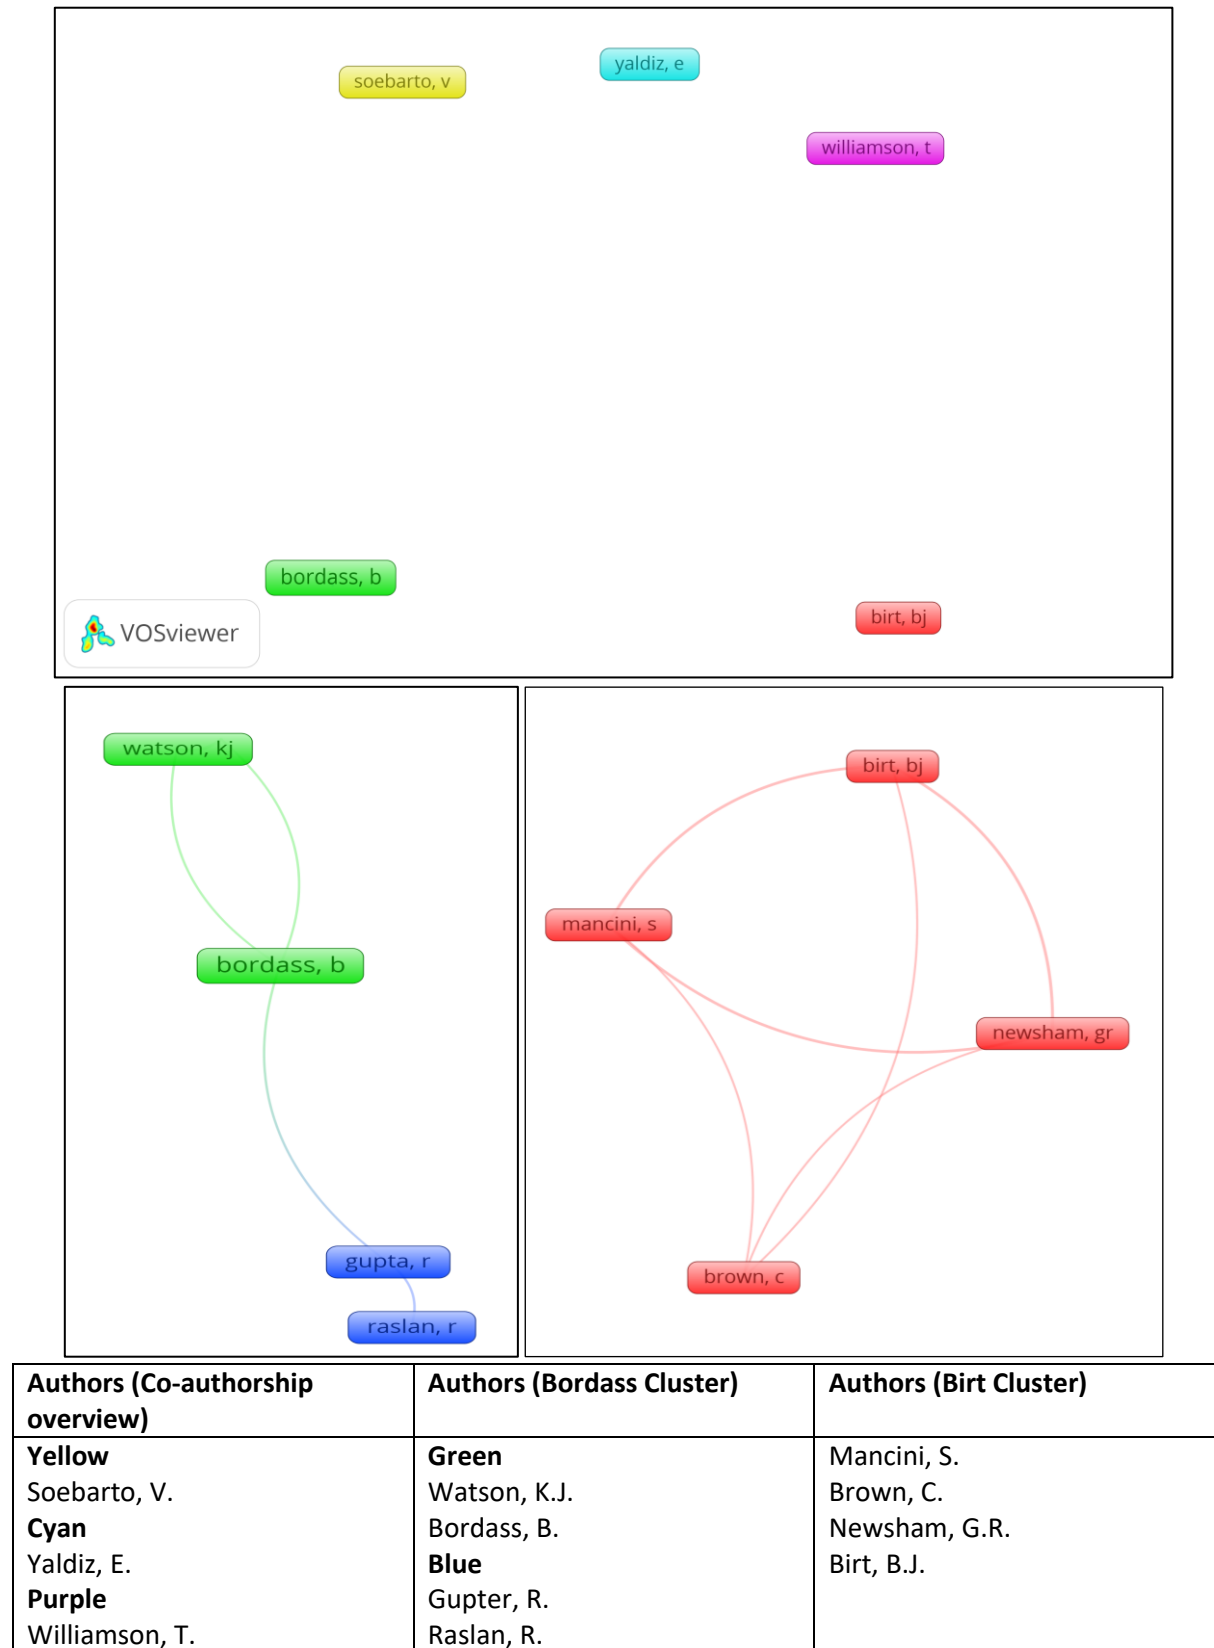 yaldiz, e
soebarto, v
williamson, t
bordass, b
birt, bj
VOSviewer
watson, kj
bordass, b
gupta, r
raslan, r
birt, bj
mancini, s
newsham, gr
brown, c
Authors (Co-authorship
overview)
Yellow
Soebarto, V.
Cyan
Yaldiz, E.
Purple
Williamson, T.
Authors (Bordass Cluster)
Green
Watson, K.J.
Bordass, B.
Blue
Gupter, R.
Raslan, R.
Authors (Birt Cluster)
Mancini, S.
Brown, C.
Newsham, G.R.
Birt, B.J.